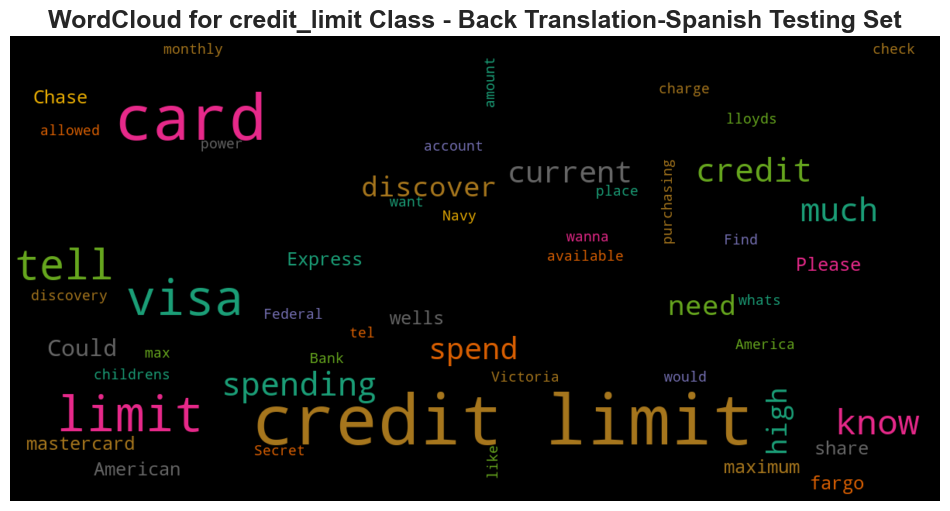 WordCloud for credit_limit Class - Back Translation-Spanish Testing Set
monthly
check
amount
charge
Chase
card
lloyds
allowed
power
account
current
credit
discover
place
purchasing
want
much
Navy
wanna
Find
tell
Express
available
Please
discovery
visa
need
whats
Federal
wells
tel
Could
max
spend
America
Bank
childrens
spending
Victoria
would
limit
credit limit
high
know
mastercard
Secret
like
share
American
maximum
fargo